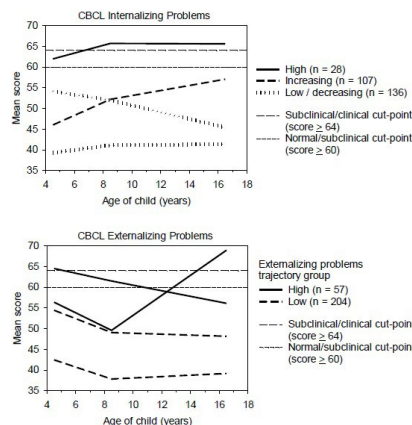 CBCL Internalizing Problems
70
65
60
55
50
45
40
35
Mean score
4 6 8 10 12 14 16 18
Age of child (years)
High (n = 28)
Increasing (n = 107)
Low / decreasing (n = 136)
Subclinical/clinical cut-point
(score ≥ 64)
Normal/subclinical cut-point
(score ≥ 60)
CBCL Externalizing Problems
70
65
60
55
50
45
40
35
Mean score
4 6 8 10 12 14 16 18
Age of child (years)
Externalizing problems
trajectory group
High (n = 57)
Low (n = 204)
Subclinical/clinical cut-point
(score ≥ 64)
Normal/subclinical cut-point
(score ≥ 60)